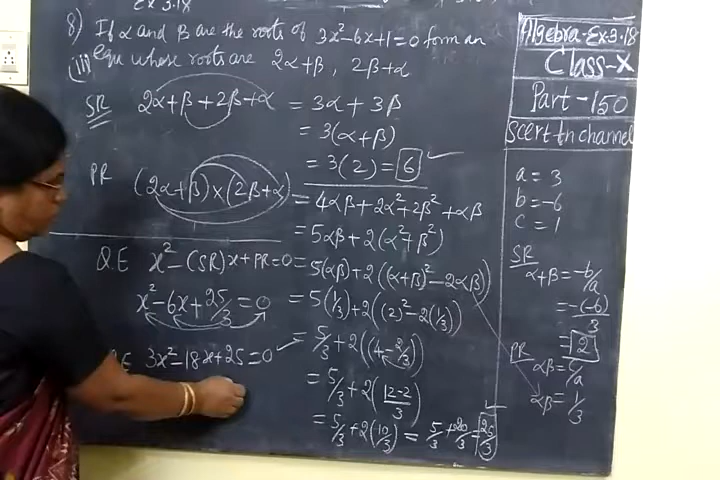 Ex 3.18
8) If α and β are the roots of 3x²-6x+1=0 form an
(iii) Equ whose roots are 2α+β, 2β+α
SR 2α+β+2β+α = 3α+3β
= 3(α+β)
= 3(2) = 6
PR (2α+β)×(2β+α) = 4αβ+2α²+2β²+αβ
= 5αβ+2(α²+β²)
Q.E x²-(SR)x+PR=0
= 5(αβ)+2((α+β)²-2αβ)
x²-6x+25/3=0
= 5(1/3)+2((2)²-2(1/3))
= 5/3+2((4-2/3))
3x²-18x+25=0
= 5/3+2(12-2/3)
= 5/3+2(10/3) = 5/3+20/3=25/3
Algebra-Ex.3.18
Class-X
Part-150
Scert tn channel
a = 3
b = -6
c = 1
SR
α+β = -b/a
= -(-6)/3
= 2
PR
αβ = c/a
αβ = 1/3